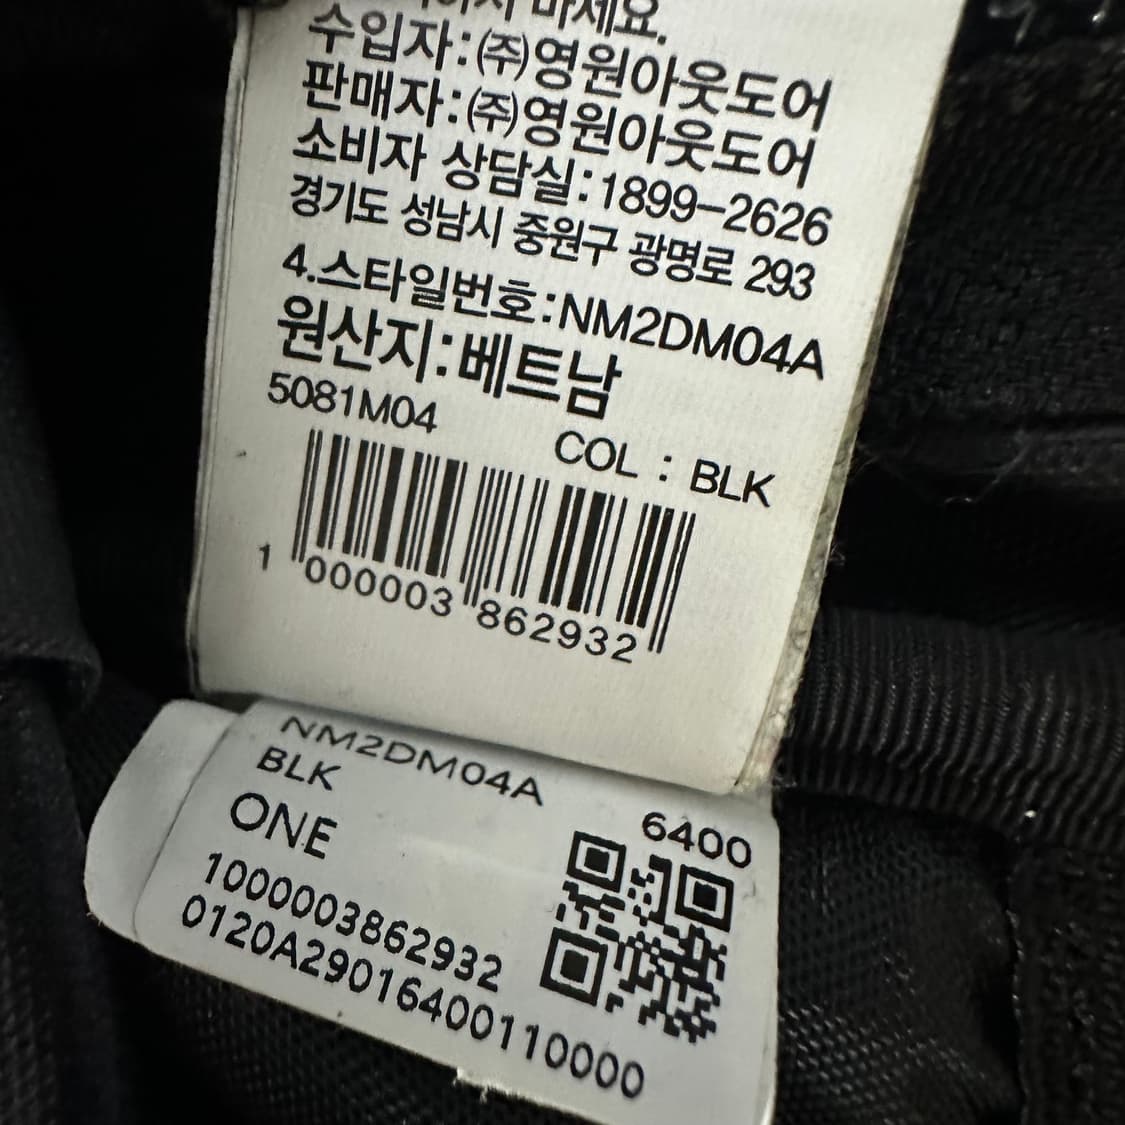 마세요.
수입자:(주)영원아웃도어
판매자:(주)영원아웃도어
소비자 상담실:1899-2626
경기도 성남시 중원구 광명로 293
4.스타일번호:NM2DM04A
원산지:베트남
5081M04
COL : BLK
1 000003 862932
NM2DM04A
BLK
6400
ONE
1000003862932
0120A29016400110000